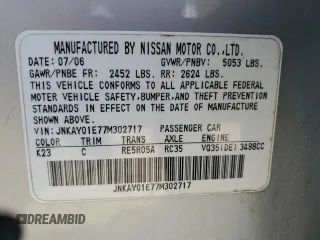 MANUFACTURED BY NISSAN MOTOR CO.,LTD.
DATE: 07/06 GVWR/PNBV: 5053 LBS.
GAWR/PNBE FR: 2452 LBS. RR: 2624 LBS.
THIS VEHICLE CONFORMS TO ALL APPLICABLE FEDERAL
MOTOR VEHICLE SAFETY, BUMPER, AND THEFT PREVENTION
STANDARDS IN EFFECT ON THE DATE OF MANUFACTURE
SHOWN ABOVE.
VIN: JNKAY01E77M302717 PASSENGER CAR
COLOR TRIM TRANS AXLE ENGINE
K23 C RE5R05A RC35 VQ35(DE) 3498CC
JNKAY01E77M302717